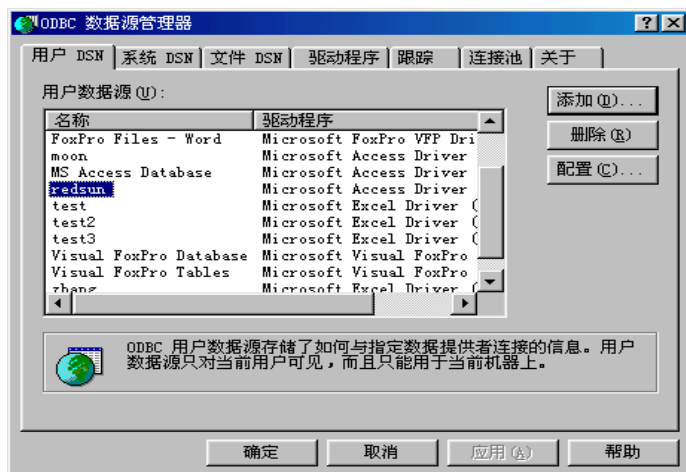 ODBC 数据源管理器
用户 DSN 系统 DSN 文件 DSN 驱动程序 跟踪 连接池 关于
用户数据源(U):
名称 驱动程序
FoxPro Files - Word Microsoft FoxPro VFP Dri
moon Microsoft Access Driver
MS Access Database Microsoft Access Driver
redsun
test Microsoft Excel Driver (
test2 Microsoft Excel Driver (
test3 Microsoft Excel Driver (
Visual FoxPro Database Microsoft Visual FoxPro
Visual FoxPro Tables Microsoft Visual FoxPro
zhang Microsoft Excel Driver (
添加(D)...
删除(R)
配置(C)...
ODBC 用户数据源存储了如何与指定数据提供者连接的信息。用户
数据源只对当前用户可见，而且只能用于当前机器上。
确定 取消 应用(A) 帮助